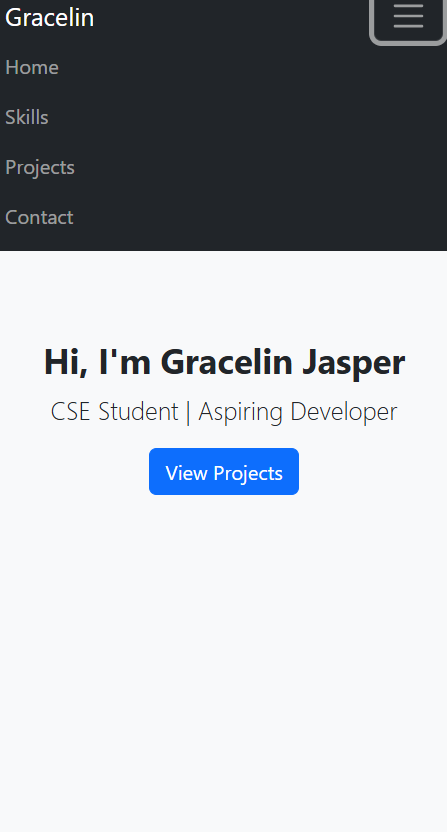 Gracelin
Home
Skills
Projects
Contact
Hi, I'm Gracelin Jasper
CSE Student | Aspiring Developer
View Projects